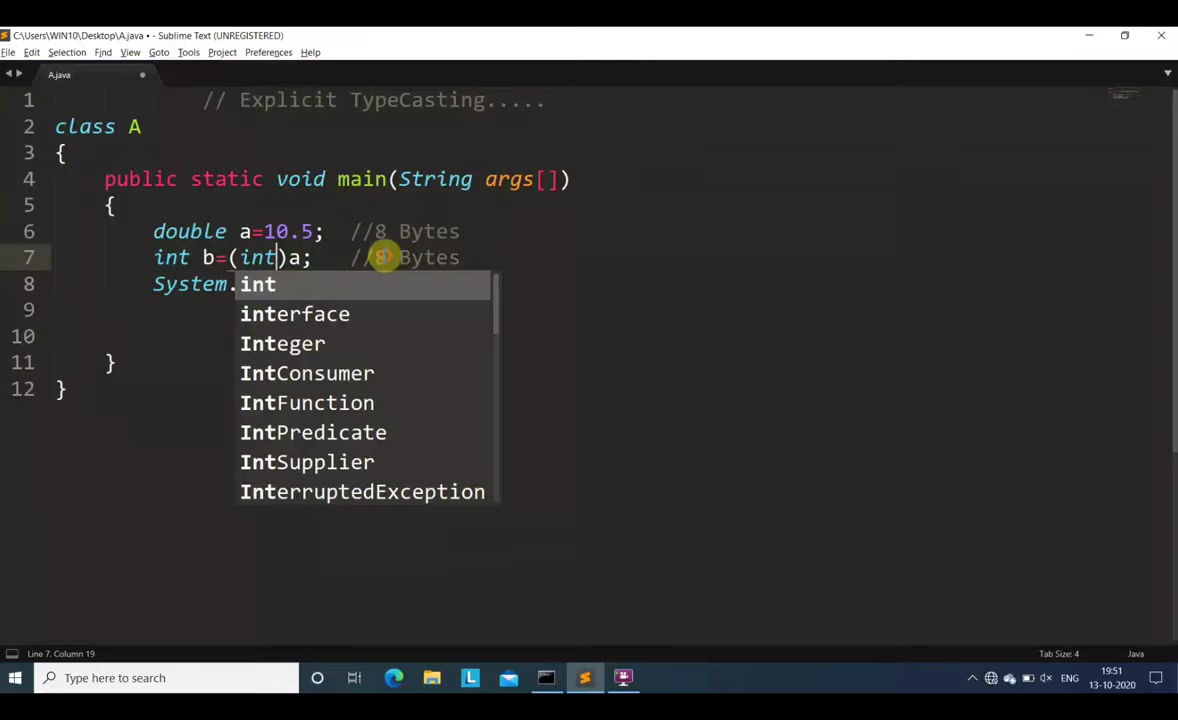 C:\Users\WIN10\Desktop\A.java • - Sublime Text (UNREGISTERED)
File Edit Selection Find View Goto Tools Project Preferences Help
A.java
1 // Explicit TypeCasting.....
2 class A
3 {
4 public static void main(String args[])
5 {
6 double a=10.5; //8 Bytes
7 int b=(int)a; //8 Bytes
8 System.
int
9
interface
10
Integer
11 }
IntConsumer
12 }
IntFunction
IntPredicate
IntSupplier
InterruptedException
Line 7, Column 19
Tab Size: 4
Java
Type here to search
L
ENG
19:51
13-10-2020